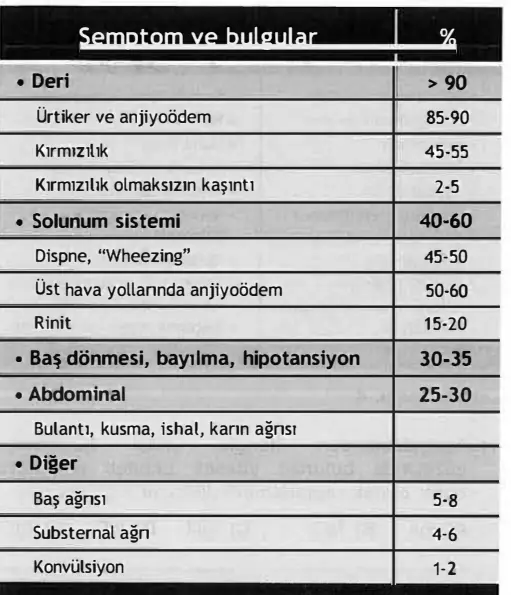 Semptom ve bulgular %
• Deri > 90
Ürtiker ve anjiyoödem 85-90
Kırmızılık 45-55
Kırmızılık olmaksızın kaşıntı 2-5
• Solunum sistemi 40-60
Dispne, “Wheezing” 45-50
Üst hava yollarında anjiyoödem 50-60
Rinit 15-20
• Baş dönmesi, bayılma, hipotansiyon 30-35
• Abdominal 25-30
Bulantı, kusma, ishal, karın ağrısı
• Diğer
Baş ağrısı 5-8
Substernal ağrı 4-6
Konvülsiyon 1-2